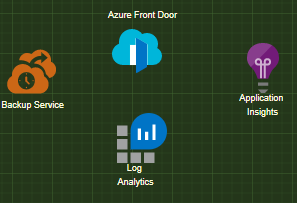 Azure Front Door
Backup Service
Application
Insights
Log
Analytics